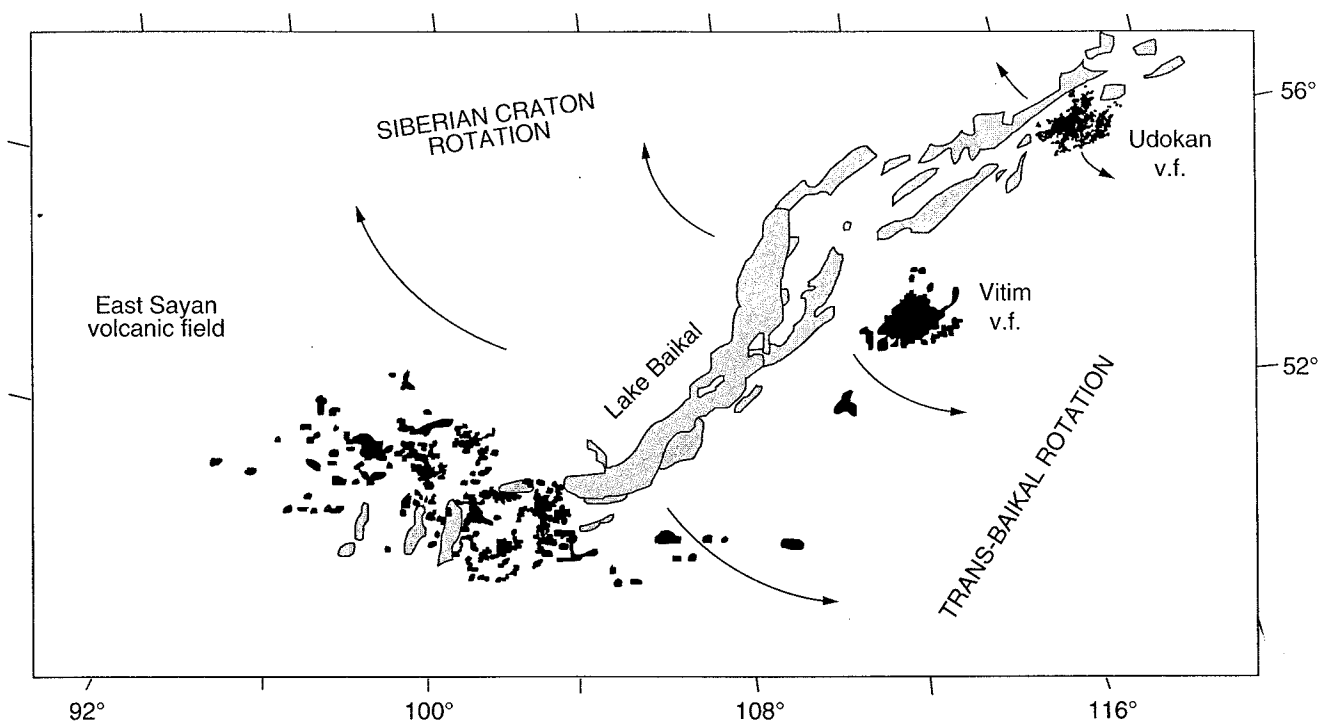 SIBERIAN CRATON
ROTATION
56°
Udokan
v.f.
East Sayan
volcanic field
Vitim
v.f.
Lake Baikal
52°
TRANS-BAIKAL ROTATION
92°
100°
108°
116°